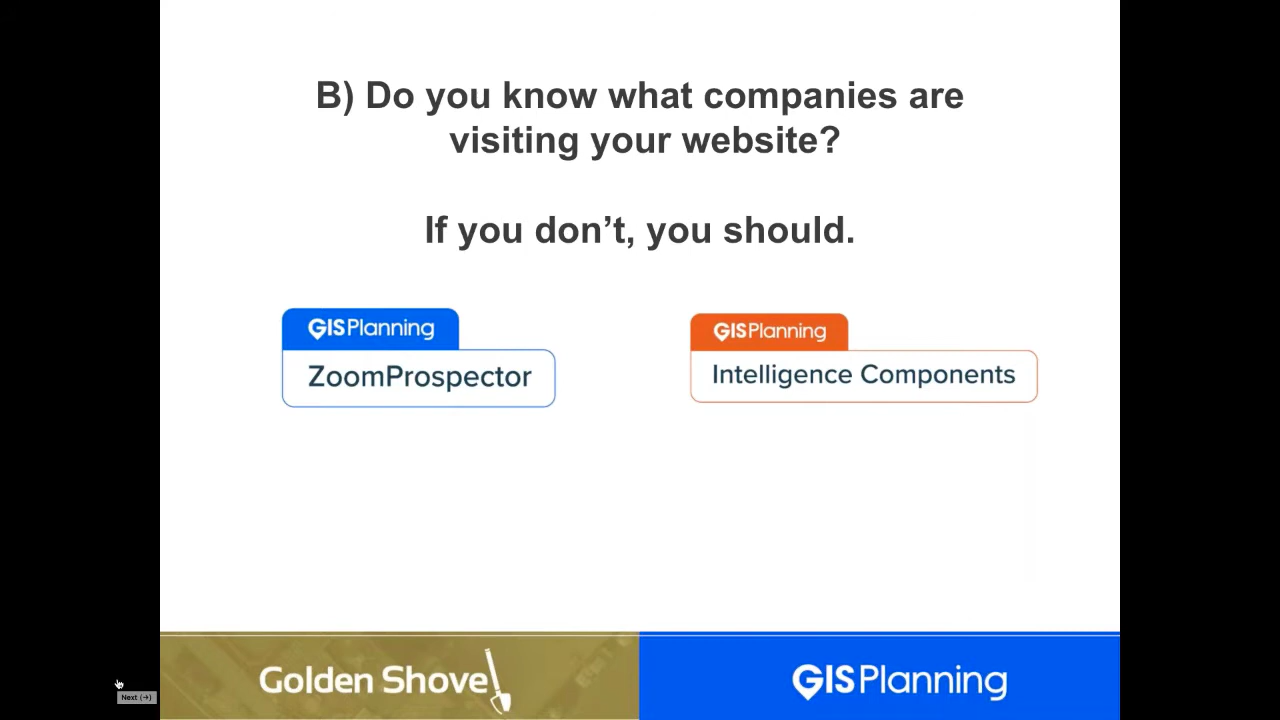 B) Do you know what companies are
visiting your website?
If you don’t, you should.
GISPlanning
ZoomProspector
GISPlanning
Intelligence Components
Golden Shovel
GISPlanning
Next (→)